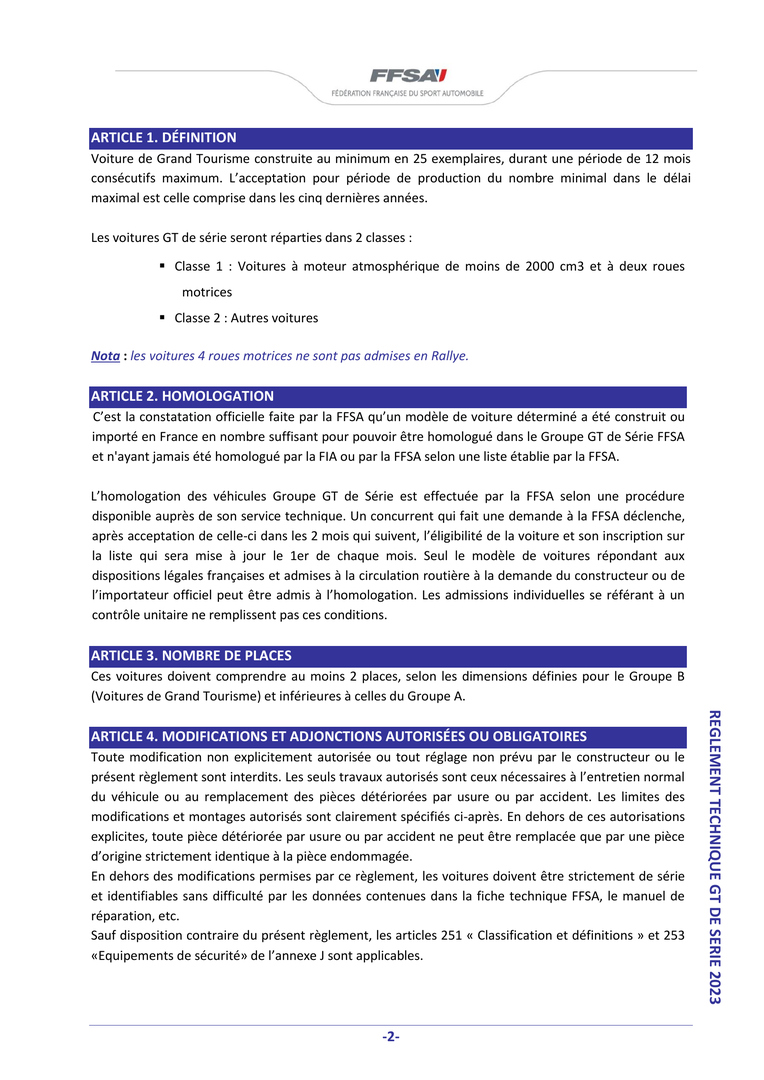 FFSA
FÉDÉRATION FRANÇAISE DU SPORT AUTOMOBILE
ARTICLE 1. DÉFINITION
Voiture de Grand Tourisme construite au minimum en 25 exemplaires, durant une période de 12 mois
consécutifs maximum. L’acceptation pour période de production du nombre minimal dans le délai
maximal est celle comprise dans les cinq dernières années.
Les voitures GT de série seront réparties dans 2 classes :
▪ Classe 1 : Voitures à moteur atmosphérique de moins de 2000 cm3 et à deux roues
motrices
▪ Classe 2 : Autres voitures
Nota : les voitures 4 roues motrices ne sont pas admises en Rallye.
ARTICLE 2. HOMOLOGATION
C’est la constatation officielle faite par la FFSA qu’un modèle de voiture déterminé a été construit ou
importé en France en nombre suffisant pour pouvoir être homologué dans le Groupe GT de Série FFSA
et n'ayant jamais été homologué par la FIA ou par la FFSA selon une liste établie par la FFSA.
L’homologation des véhicules Groupe GT de Série est effectuée par la FFSA selon une procédure
disponible auprès de son service technique. Un concurrent qui fait une demande à la FFSA déclenche,
après acceptation de celle-ci dans les 2 mois qui suivent, l’éligibilité de la voiture et son inscription sur
la liste qui sera mise à jour le 1er de chaque mois. Seul le modèle de voitures répondant aux
dispositions légales françaises et admises à la circulation routière à la demande du constructeur ou de
l’importateur officiel peut être admis à l’homologation. Les admissions individuelles se référant à un
contrôle unitaire ne remplissent pas ces conditions.
ARTICLE 3. NOMBRE DE PLACES
Ces voitures doivent comprendre au moins 2 places, selon les dimensions définies pour le Groupe B
(Voitures de Grand Tourisme) et inférieures à celles du Groupe A.
ARTICLE 4. MODIFICATIONS ET ADJONCTIONS AUTORISÉES OU OBLIGATOIRES
Toute modification non explicitement autorisée ou tout réglage non prévu par le constructeur ou le
présent règlement sont interdits. Les seuls travaux autorisés sont ceux nécessaires à l’entretien normal
du véhicule ou au remplacement des pièces détériorées par usure ou par accident. Les limites des
modifications et montages autorisés sont clairement spécifiés ci-après. En dehors de ces autorisations
explicites, toute pièce détériorée par usure ou par accident ne peut être remplacée que par une pièce
d’origine strictement identique à la pièce endommagée.
En dehors des modifications permises par ce règlement, les voitures doivent être strictement de série
et identifiables sans difficulté par les données contenues dans la fiche technique FFSA, le manuel de
réparation, etc.
Sauf disposition contraire du présent règlement, les articles 251 « Classification et définitions » et 253
«Equipements de sécurité» de l’annexe J sont applicables.
REGLEMENT TECHNIQUE GT DE SERIE 2023
-2-